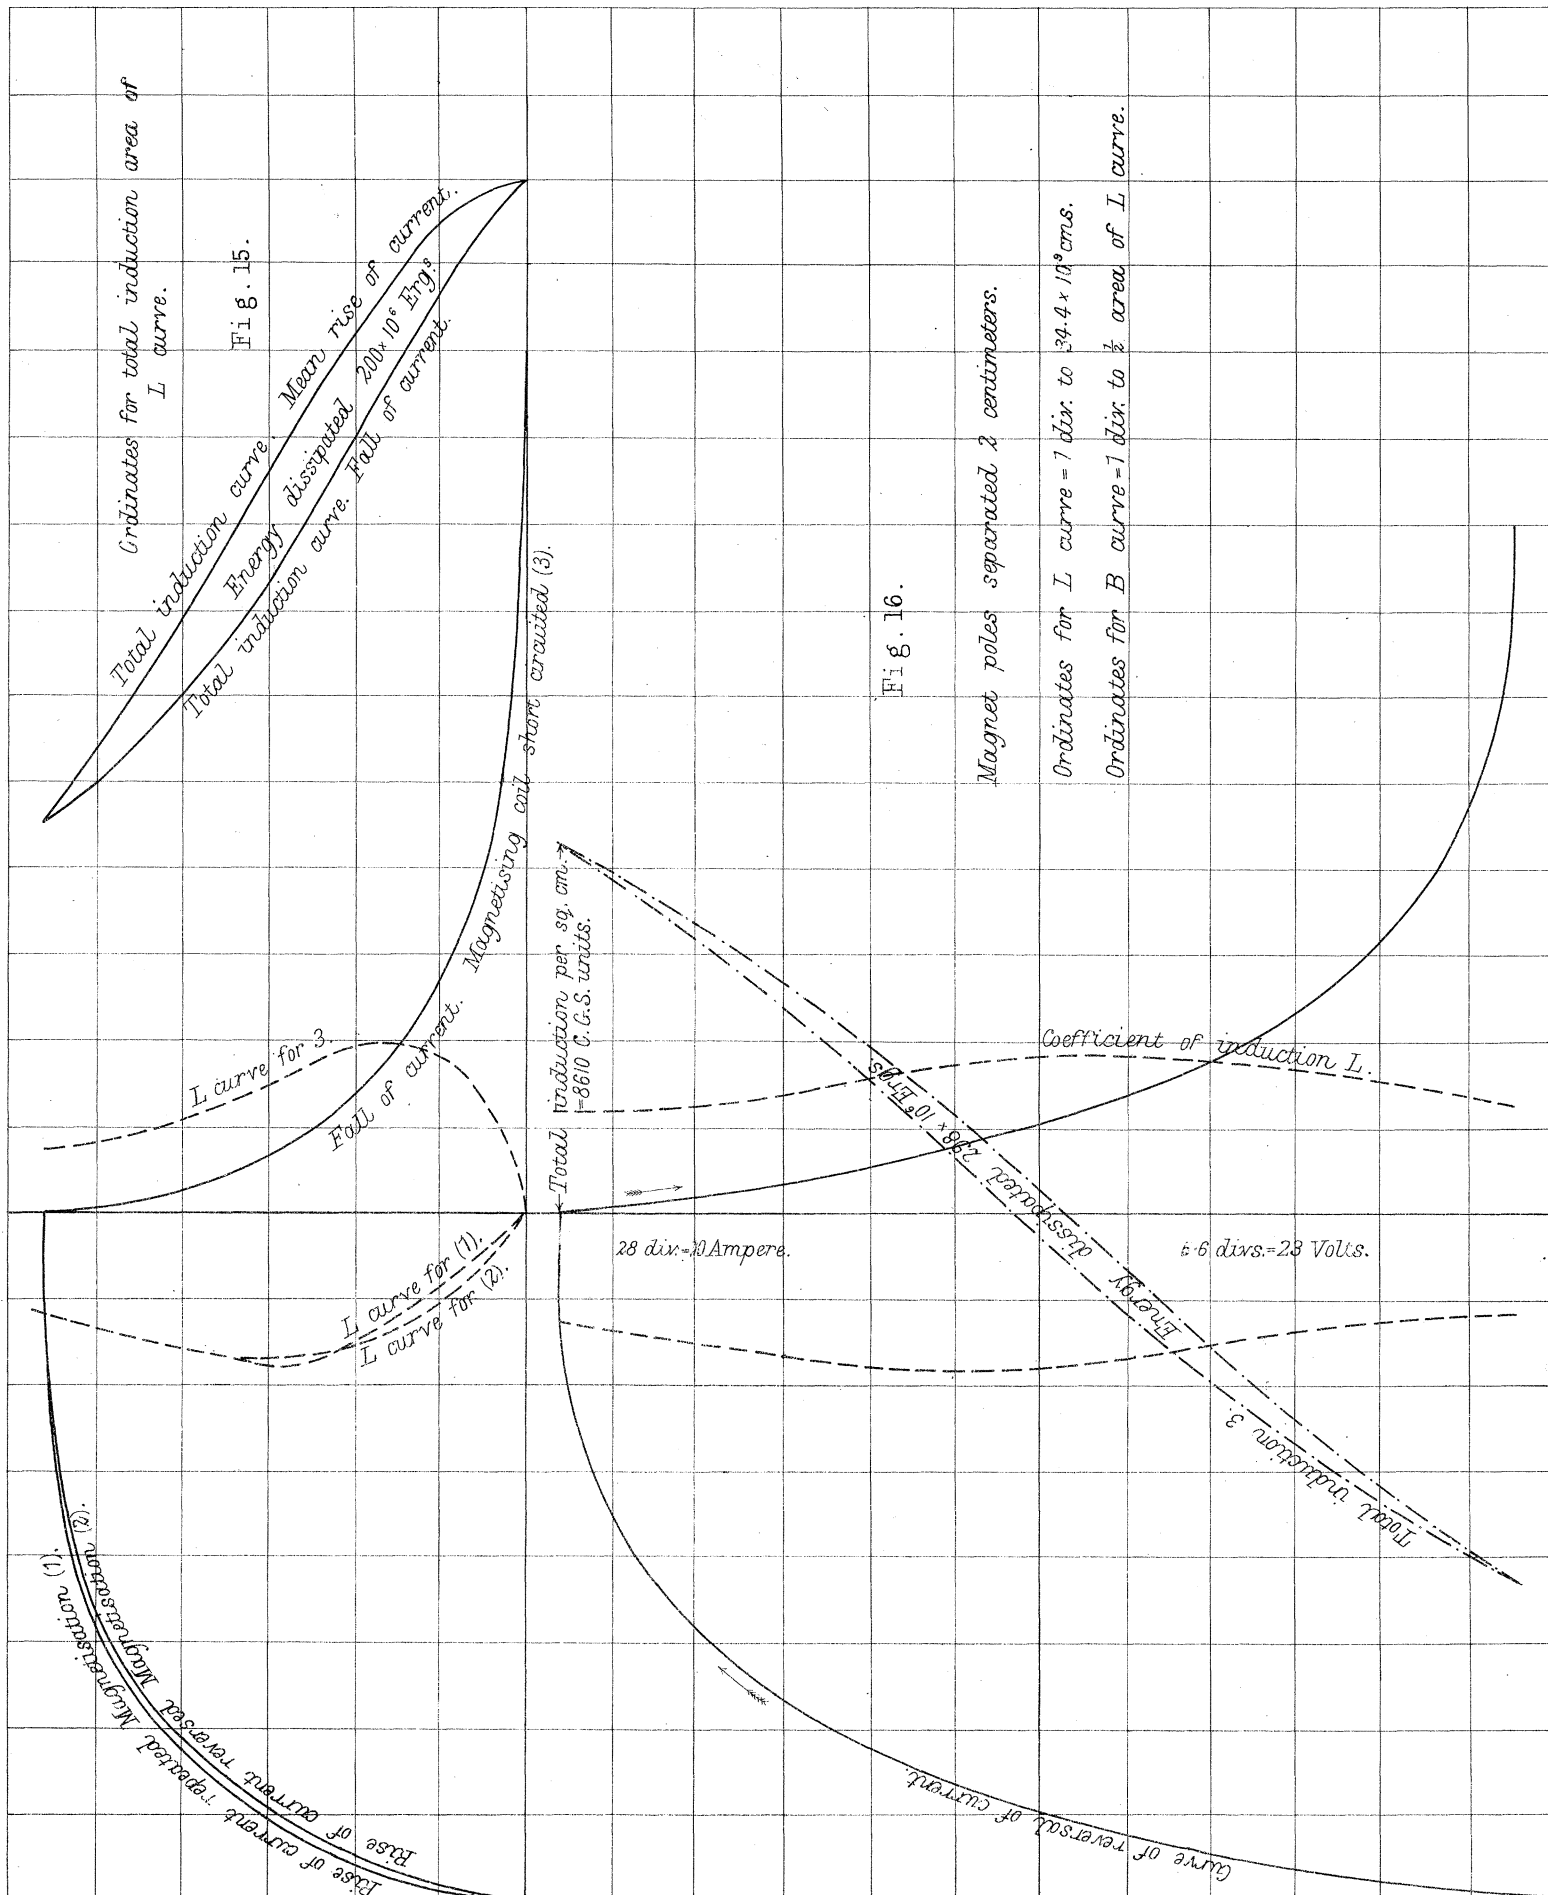 Ordinates for total induction area of
L curve.
Fig. 15.
Total induction curve. Mean rise of current.
Energy dissipated 200 × 10⁶ Ergs
Total induction curve. Fall of current.
Fall of current. Magnetising coil short circuited (3).
L curve for 3.
L curve for (1).
L curve for (2).
Rise of current repeated Magnetisation (1).
Rise of current reversed Magnetisation (2).
Fig. 16.
Magnet poles separated 2 centimeters.
Ordinates for L curve = 1 div. to 34.4 × 10⁹ cms.
Ordinates for B curve = 1 div. to ½ area of L curve.
Total induction per sq. cm.
=8610 C.G.S. units.
Coefficient of induction L.
28 div.=10 Ampere.
6.6 divs.=23 Volts.
Energy dissipated 298 × 10⁶ Ergs
Total induction 3.
Curve of reversal of current.